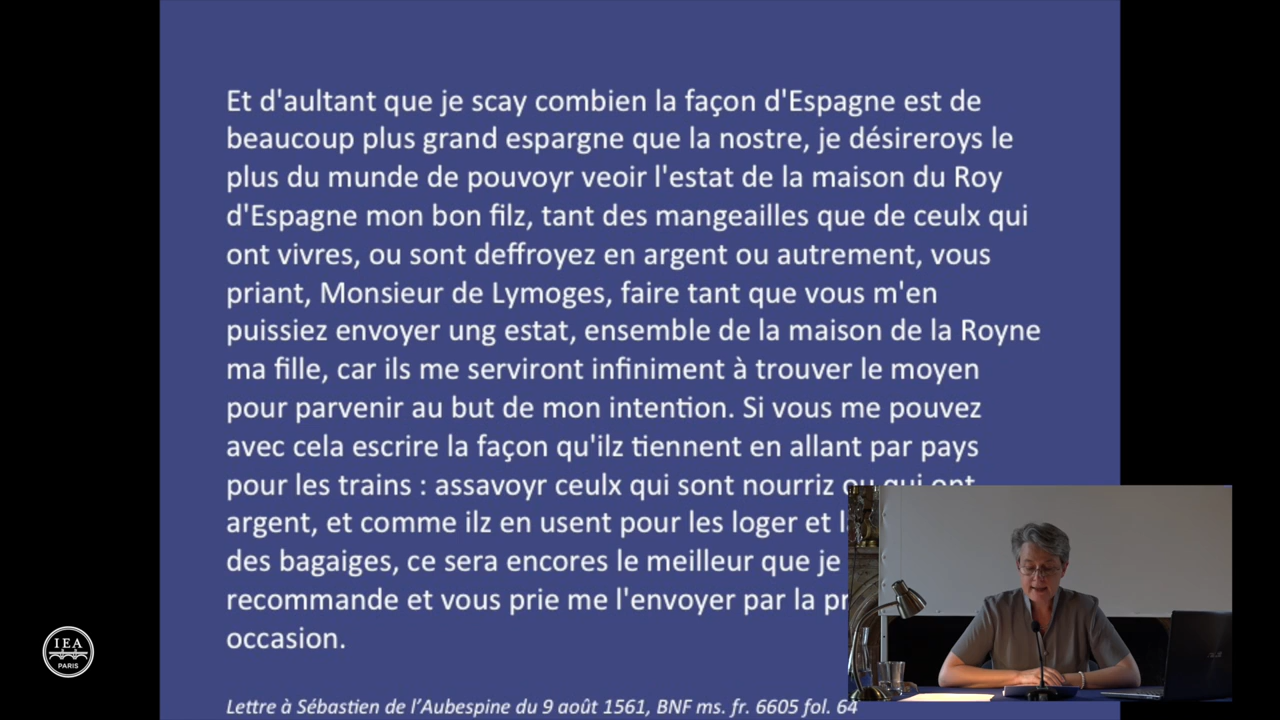 Et d'aultant que je scay combien la façon d'Espagne est de
beaucoup plus grand espargne que la nostre, je désireroys le
plus du munde de pouvoyr veoir l'estat de la maison du Roy
d'Espagne mon bon filz, tant des mangeailles que de ceulx qui
ont vivres, ou sont deffroyez en argent ou autrement, vous
priant, Monsieur de Lymoges, faire tant que vous m'en
puissiez envoyer ung estat, ensemble de la maison de la Royne
ma fille, car ils me serviront infiniment à trouver le moyen
pour parvenir au but de mon intention. Si vous me pouvez
avec cela escrire la façon qu'ilz tiennent en allant par pays
pour les trains : assavoyr ceulx qui sont nourriz ou qui ont
argent, et comme ilz en usent pour les loger et
des bagaiges, ce sera encores le meilleur que je
recommande et vous prie me l'envoyer par la
occasion.
Lettre à Sébastien de l'Aubespine du 9 août 1561, BNF ms. fr. 6605 fol. 64
IEA
PARIS